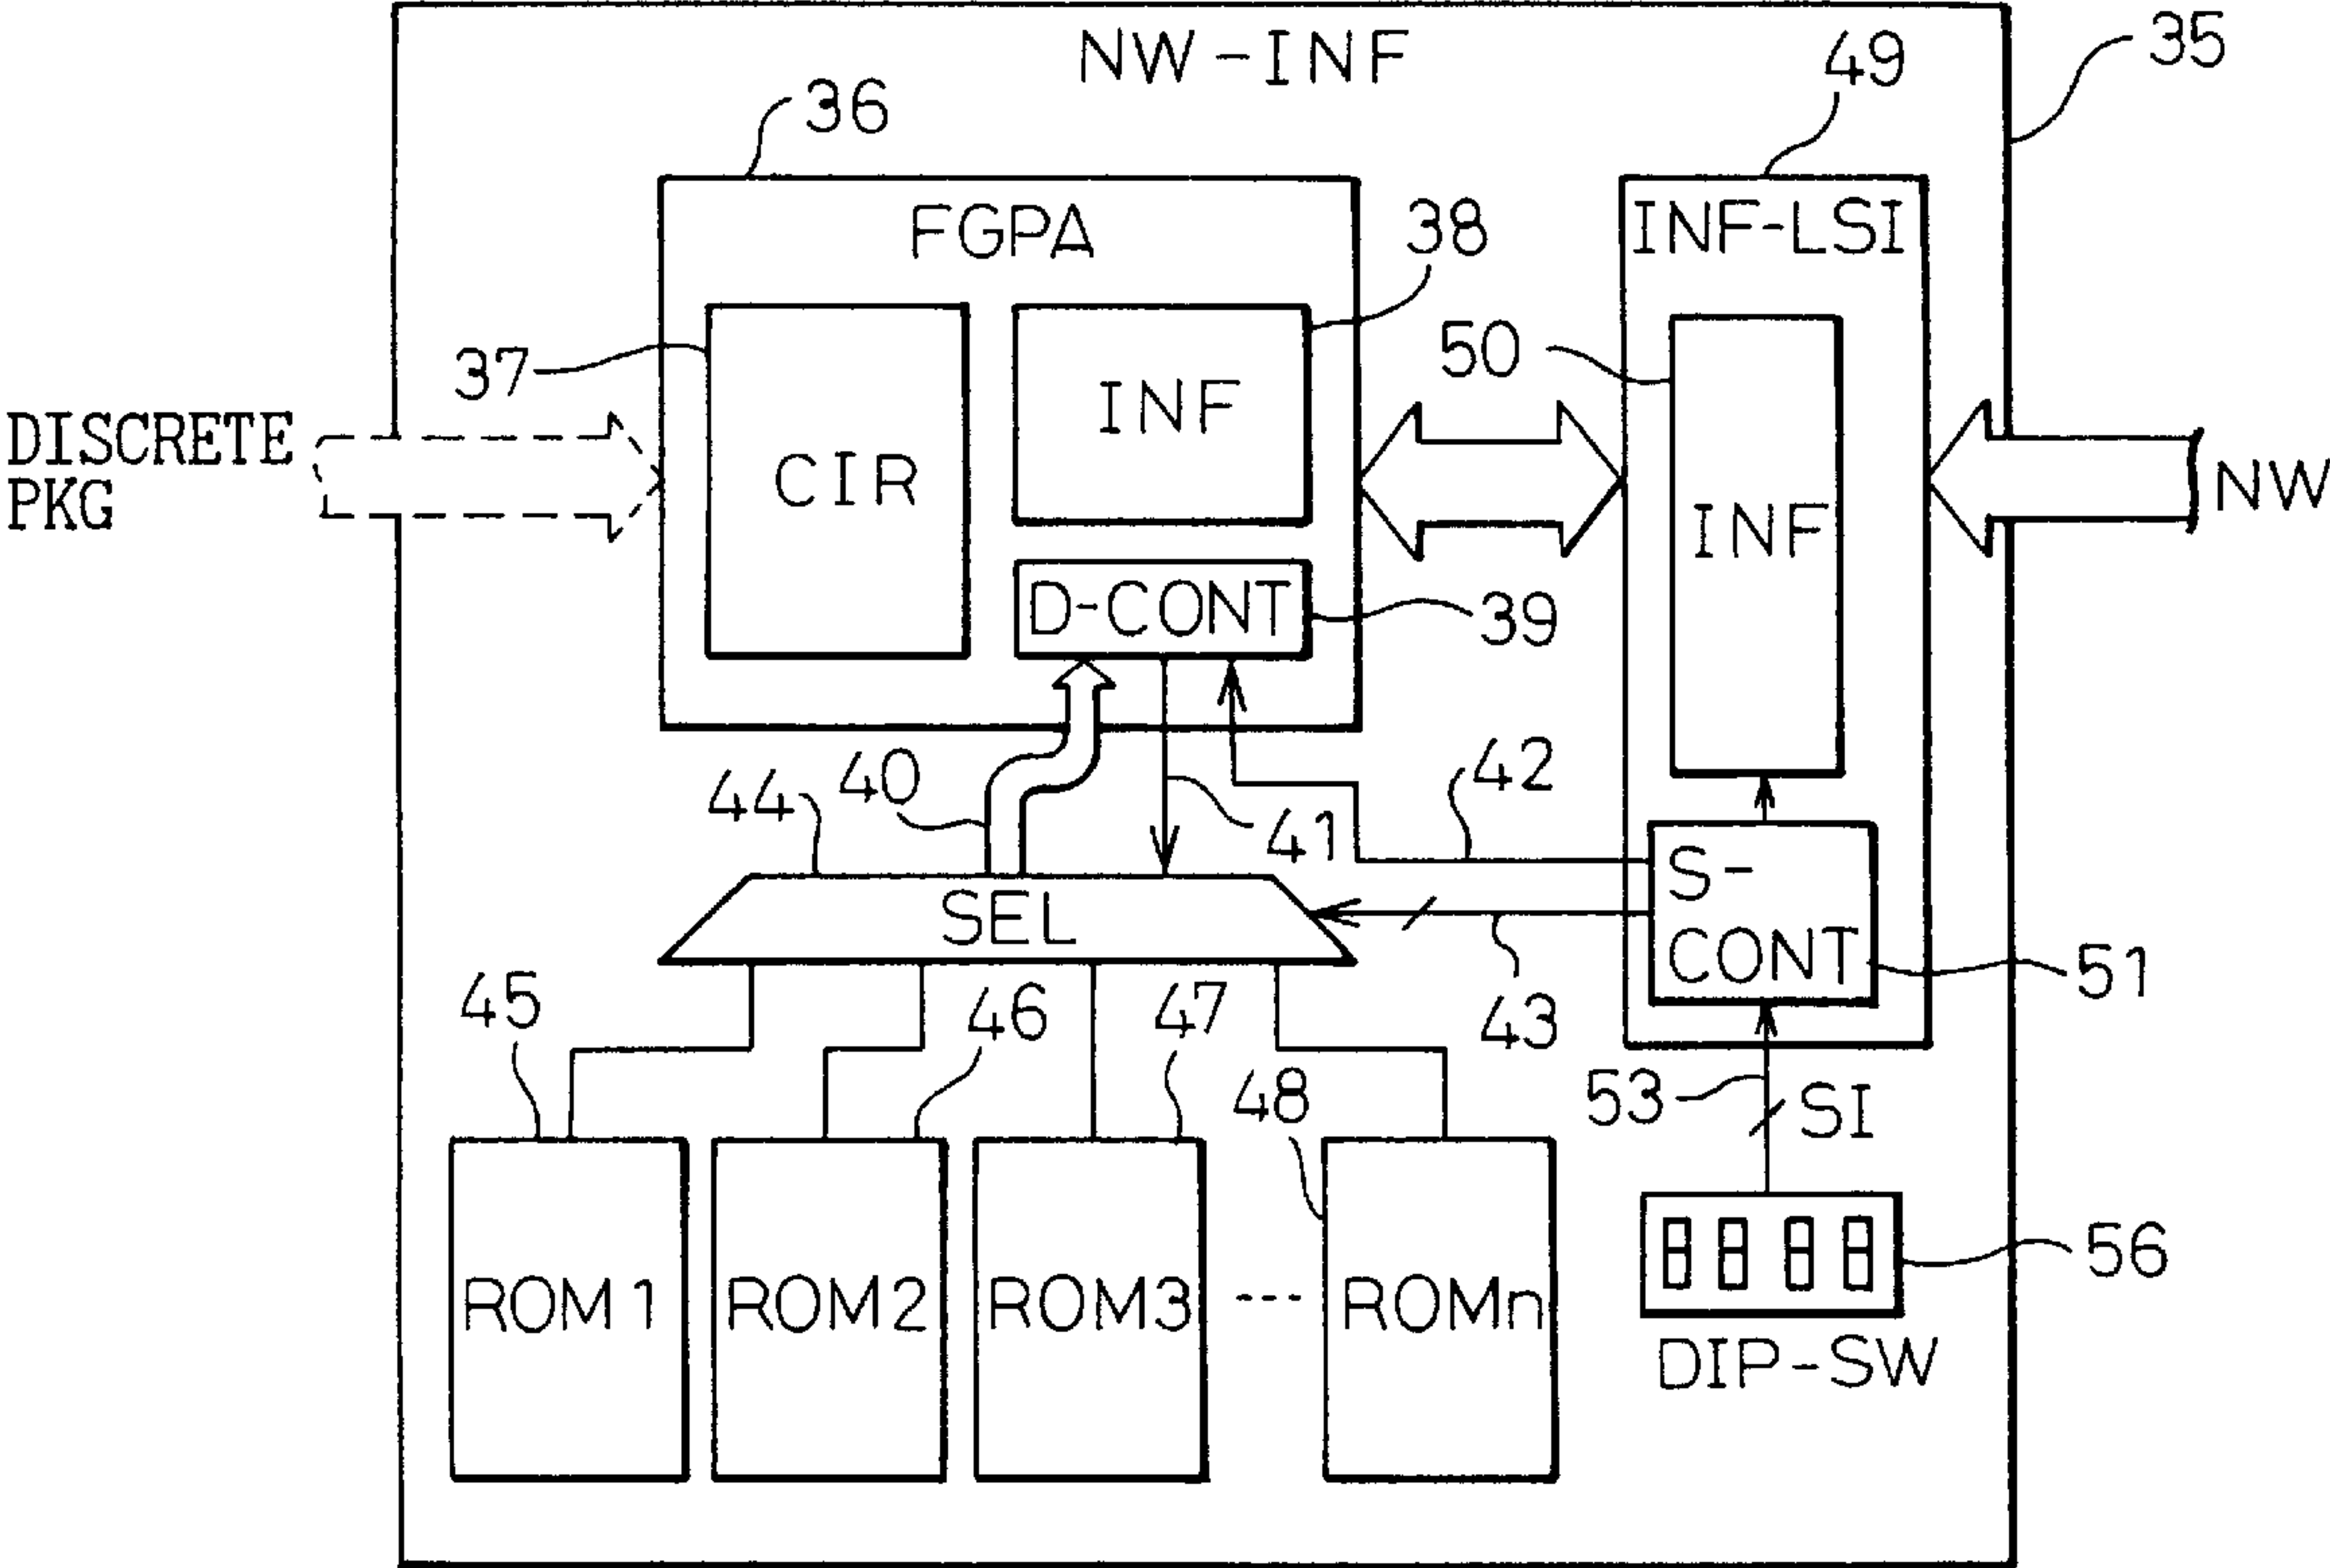 NW-INF
35
49
36
FGPA
38
INF-LSI
37
50
DISCRETE
PKG
INF
CIR
INF
NW
D-CONT
39
40
42
44
41
S-
CONT
SEL
51
45
46
47
43
48
53
SI
ROM1
ROM2
ROM3
---
ROMn
56
DIP-SW